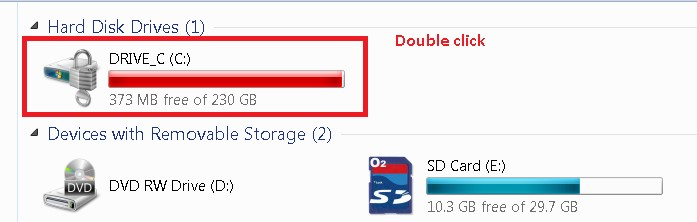 Hard Disk Drives (1)
Double click
DRIVE_C (C:)
373 MB free of 230 GB
Devices with Removable Storage (2)
DVD
DVD RW Drive (D:)
O2
SD
SD Card (E:)
10.3 GB free of 29.7 GB